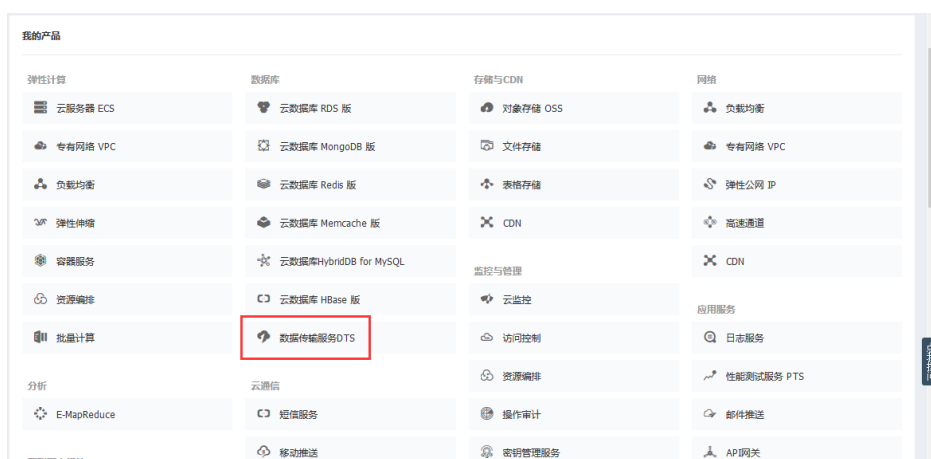 我的产品
弹性计算
云服务器 ECS
专有网络 VPC
负载均衡
弹性伸缩
容器服务
资源编排
批量计算
分析
E-MapReduce
数据库
云数据库 RDS 版
云数据库 MongoDB 版
云数据库 Redis 版
云数据库 Memcache 版
云数据库HybridDB for MySQL
云数据库 HBase 版
数据传输服务DTS
云通信
短信服务
移动推送
存储与CDN
对象存储 OSS
文件存储
表格存储
CDN
监控与管理
云监控
访问控制
资源编排
操作审计
密钥管理服务
网络
负载均衡
专有网络 VPC
弹性公网 IP
高速通道
CDN
应用服务
日志服务
性能测试服务 PTS
邮件推送
API网关